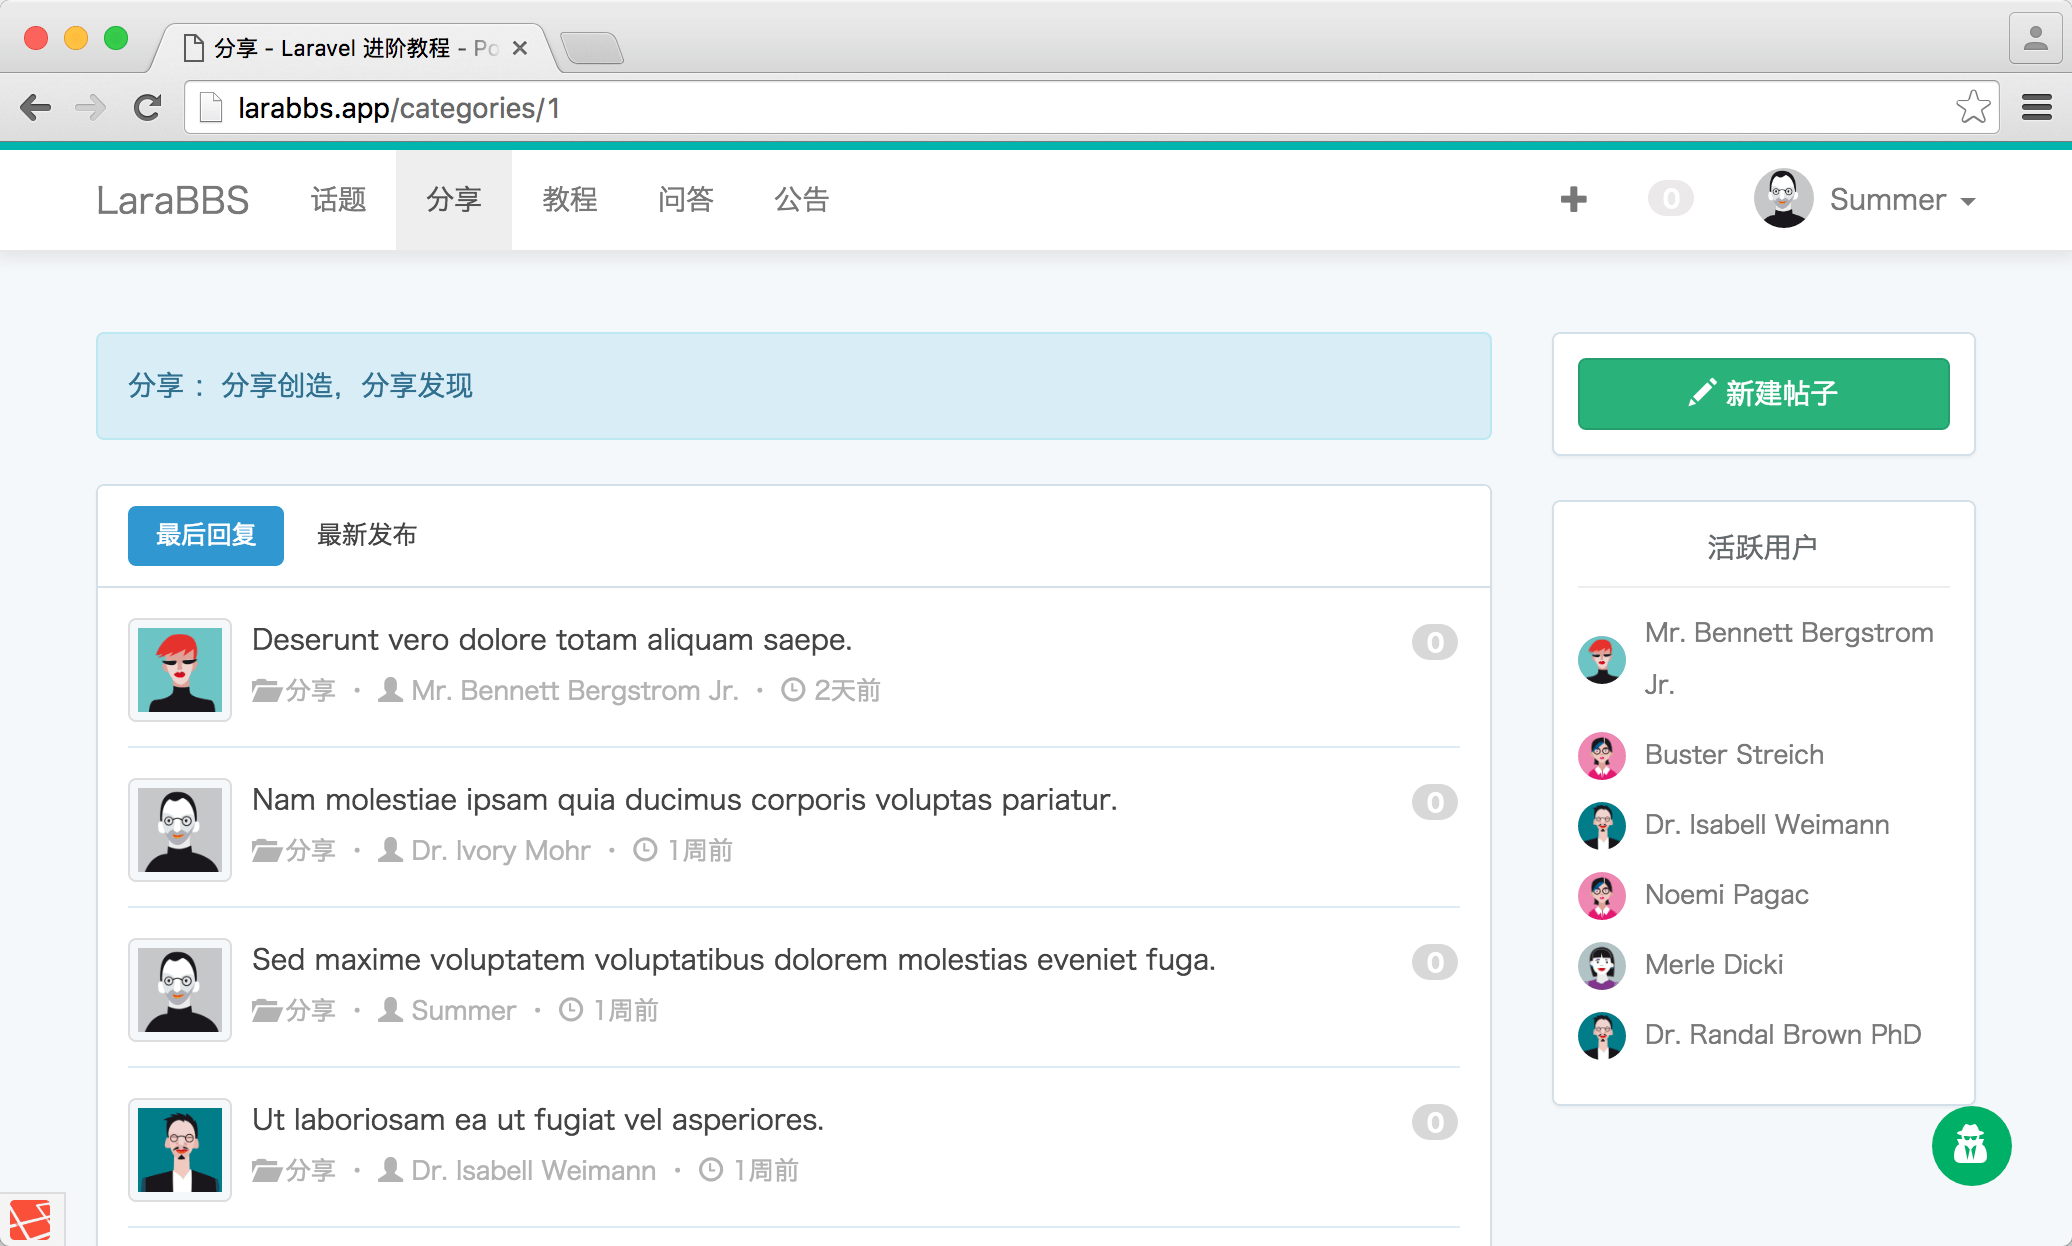 分享 - Laravel 进阶教程 - Po
larabbs.app/categories/1
LaraBBS 话题 分享 教程 问答 公告 0 Summer
分享 ： 分享创造，分享发现
新建帖子
最后回复 最新发布
Deserunt vero dolore totam aliquam saepe. 0
分享 • Mr. Bennett Bergstrom Jr. • 2天前
Nam molestiae ipsam quia ducimus corporis voluptas pariatur. 0
分享 • Dr. Ivory Mohr • 1周前
Sed maxime voluptatem voluptatibus dolorem molestias eveniet fuga. 0
分享 • Summer • 1周前
Ut laboriosam ea ut fugiat vel asperiores. 0
分享 • Dr. Isabell Weimann • 1周前
活跃用户
Mr. Bennett Bergstrom
Jr.
Buster Streich
Dr. Isabell Weimann
Noemi Pagac
Merle Dicki
Dr. Randal Brown PhD